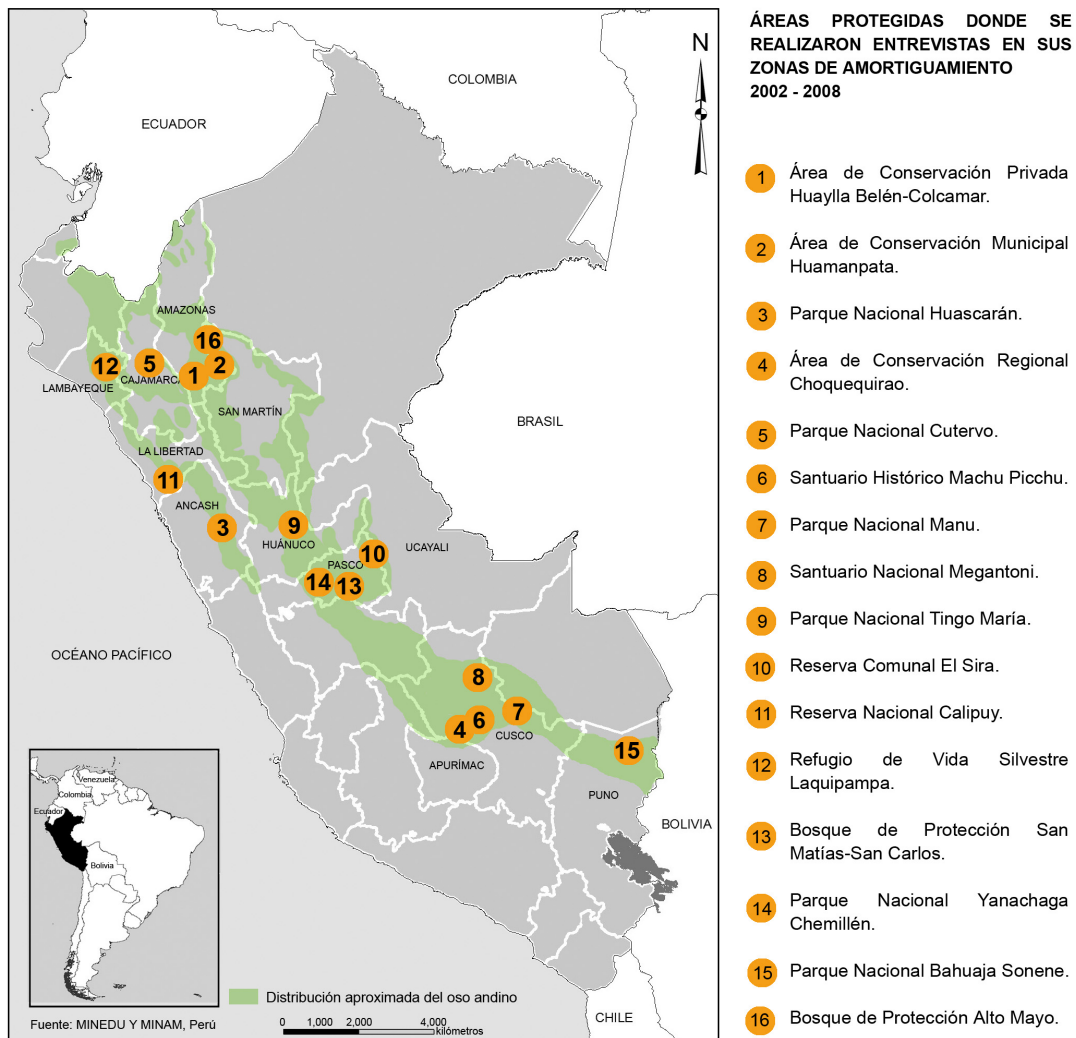 ÁREAS PROTEGIDAS DONDE SE
REALIZARON ENTREVISTAS EN SUS
ZONAS DE AMORTIGUAMIENTO
2002 - 2008
N
COLOMBIA
ECUADOR
AMAZONAS
16
2
1
5
CAJAMARCA
12
LAMBAYEQUE
SAN MARTÍN
BRASIL
LA LIBERTAD
11
ANCASH
3
9
HUÁNUCO
UCAYALI
10
PASCO
14
13
OCÉANO PACÍFICO
8
7
6
4
CUSCO
APURÍMAC
15
PUNO
BOLIVIA
CHILE
Venezuela
Colombia
Ecuador
Bolivia
Distribución aproximada del oso andino
Fuente: MINEDU Y MINAM, Perú
0 1,000 2,000 4,000
kilómetros
1 Área de Conservación Privada
Huaylla Belén-Colcamar.
2 Área de Conservación Municipal
Huamanpata.
3 Parque Nacional Huascarán.
4 Área de Conservación Regional
Choquequirao.
5 Parque Nacional Cutervo.
6 Santuario Histórico Machu Picchu.
7 Parque Nacional Manu.
8 Santuario Nacional Megantoni.
9 Parque Nacional Tingo María.
10 Reserva Comunal El Sira.
11 Reserva Nacional Calipuy.
12 Refugio de Vida Silvestre
Laquipampa.
13 Bosque de Protección San
Matías-San Carlos.
14 Parque Nacional Yanachaga
Chemillén.
15 Parque Nacional Bahuaja Sonene.
16 Bosque de Protección Alto Mayo.